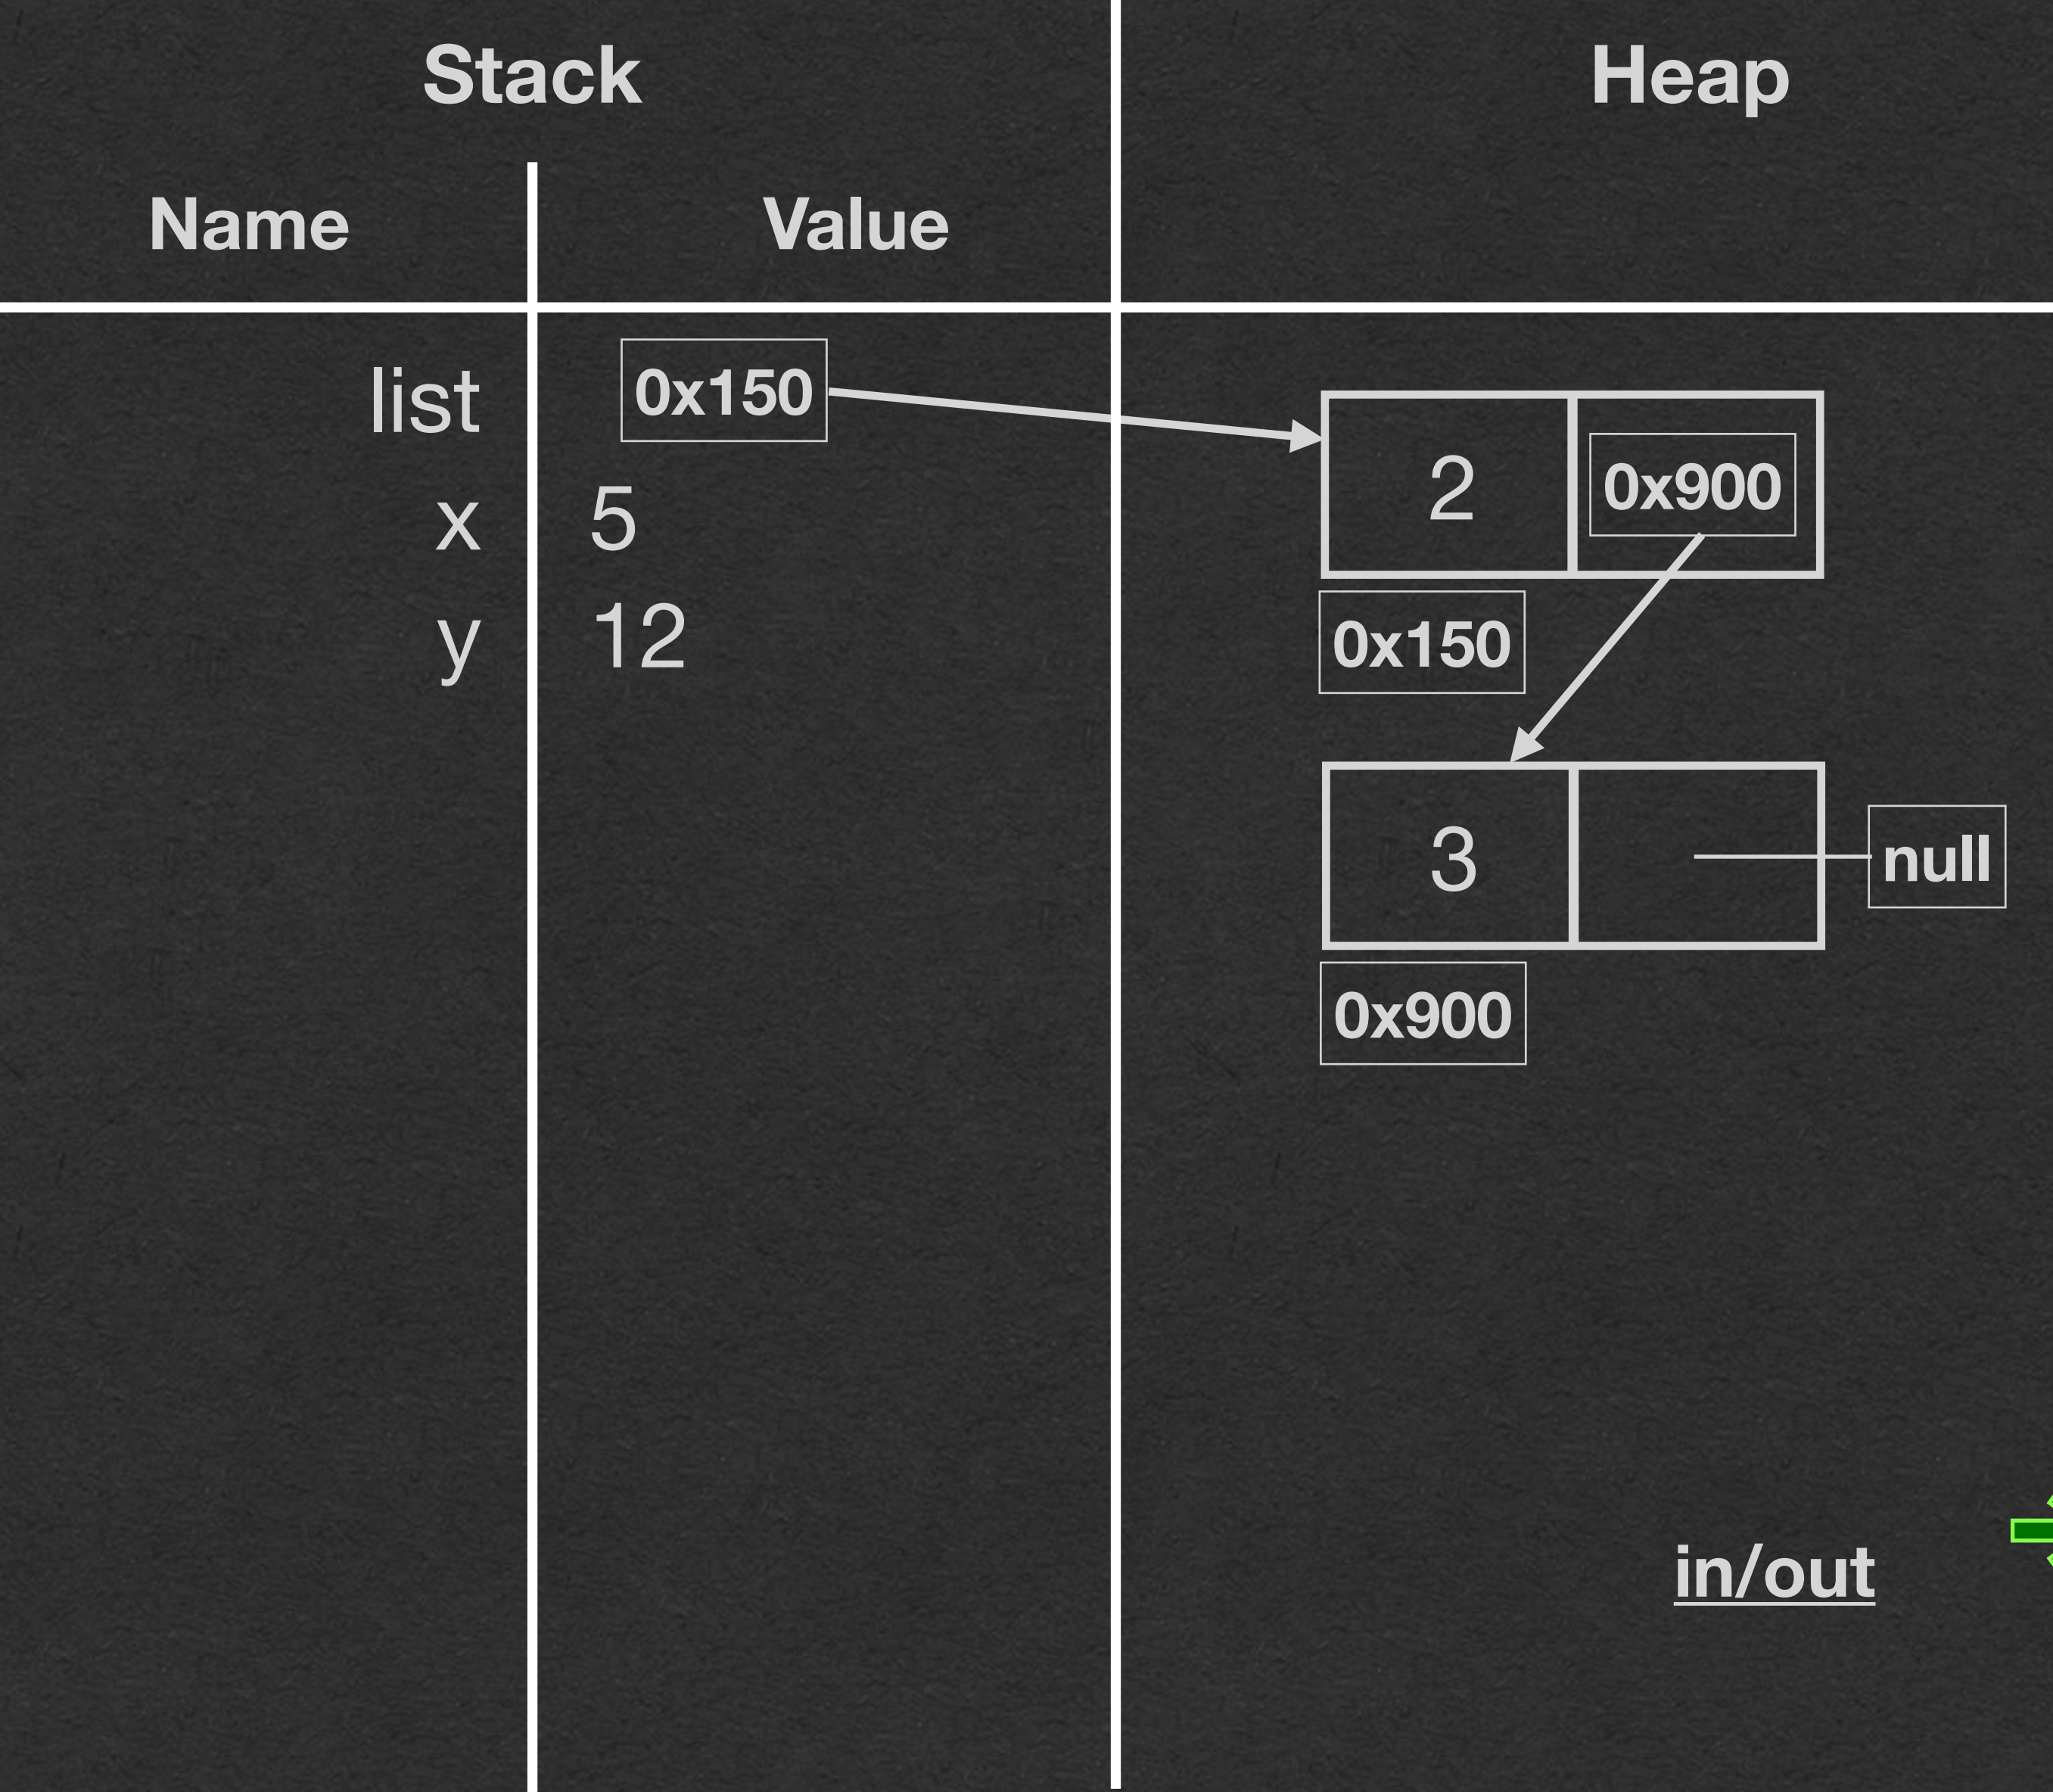 Stack
Heap
Name
Value
list
0x150
x
5
y
12
2
0x900
0x150
3
null
0x900
in/out